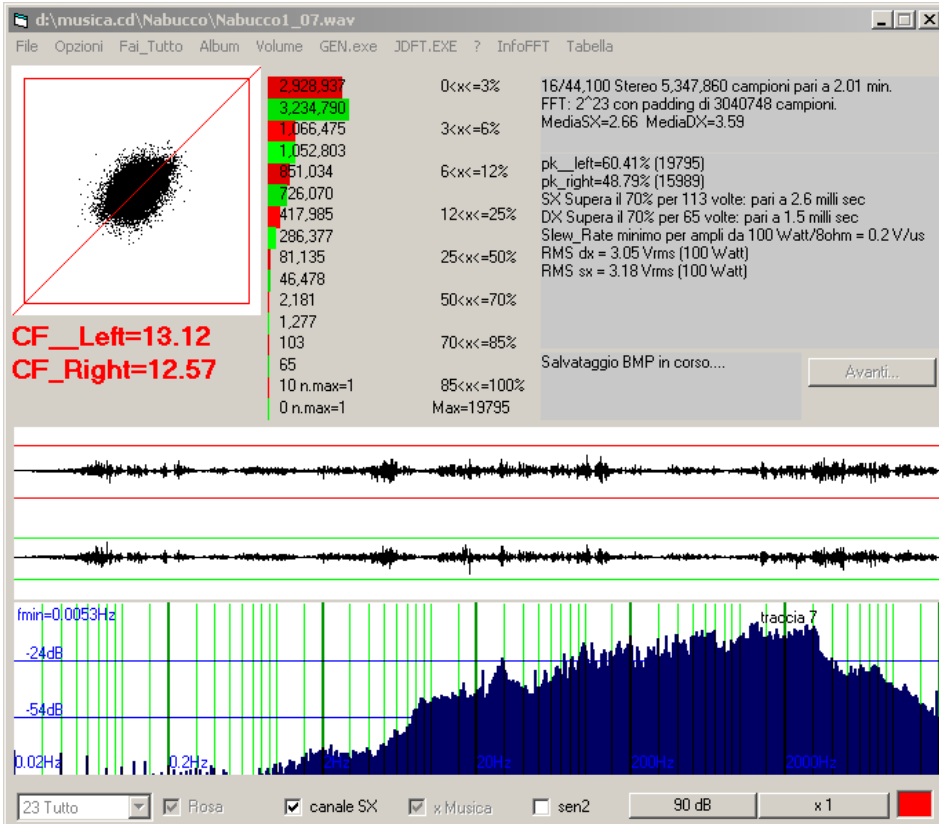 d:\musica.cd\Nabucco\Nabucco1_07.wav
File Opzioni Fai_Tutto Album Volume GEN.exe JDFT.EXE ? InfoFFT Tabella
2,928,937 0<x<=3%
3,234,790
1,066,475 3<x<=6%
1,052,803
851,034 6<x<=12%
726,070
417,985 12<x<=25%
286,377
81,135 25<x<=50%
46,478
2,181 50<x<=70%
1,277
103 70<x<=85%
65
10 n.max=1 85<x<=100%
0 n.max=1 Max=19795
16/44,100 Stereo 5,347,860 campioni pari a 2.01 min.
FFT: 2^23 con padding di 3040748 campioni.
MediaSX=2.66 MediaDX=3.59
pk__left=60.41% (19795)
pk_right=48.79% (15989)
SX Supera il 70% per 113 volte: pari a 2.6 milli sec
DX Supera il 70% per 65 volte: pari a 1.5 milli sec
Slew_Rate minimo per ampli da 100 Watt/8ohm = 0.2 V/us
RMS dx = 3.05 Vrms (100 Watt)
RMS sx = 3.18 Vrms (100 Watt)
CF__Left=13.12
CF_Right=12.57
Salvataggio BMP in corso....
Avanti...
fmin=0.0053Hz
traccia 7
-24dB
-54dB
0.02Hz 0.2Hz 2Hz 20Hz 200Hz 2000Hz
23 Tutto Rosa canale SX x Musica sen2 90 dB x 1